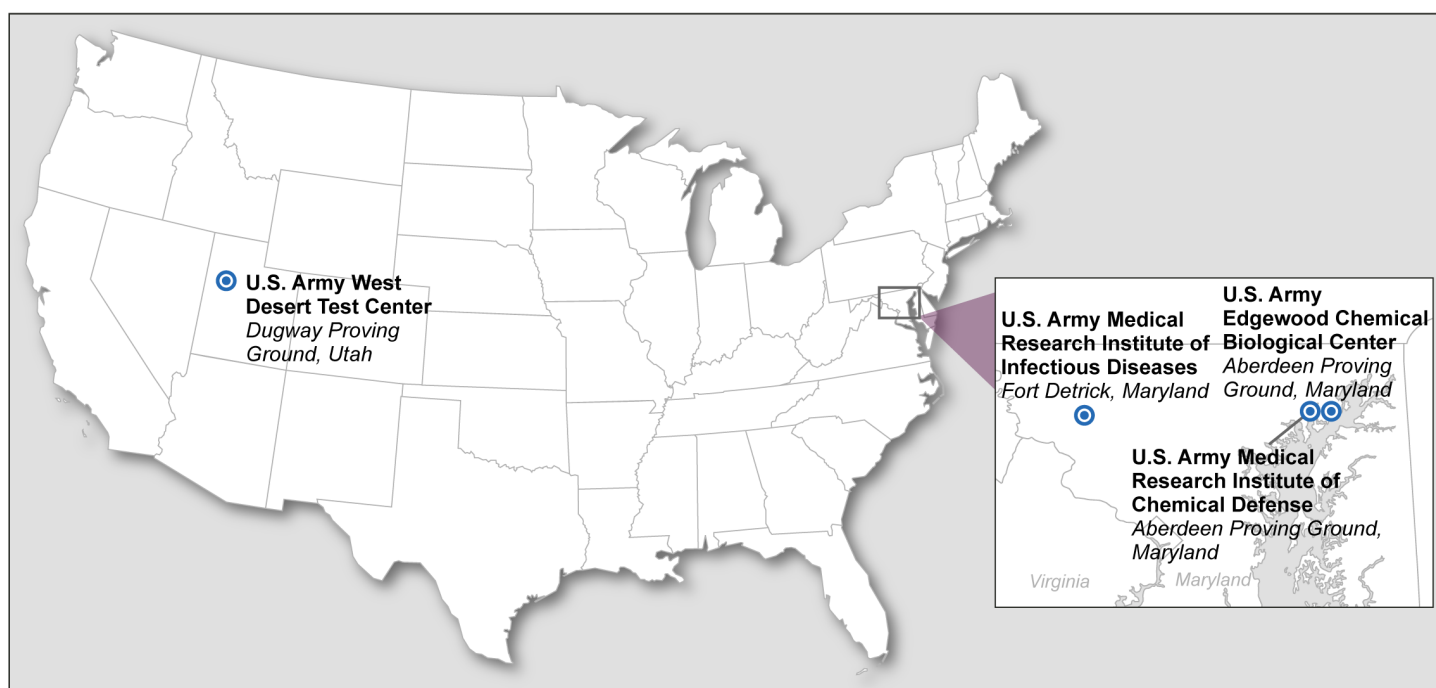 U.S. Army West
Desert Test Center
Dugway Proving
Ground, Utah
U.S. Army Medical
Research Institute of
Infectious Diseases
Fort Detrick, Maryland
U.S. Army
Edgewood Chemical
Biological Center
Aberdeen Proving
Ground, Maryland
U.S. Army Medical
Research Institute of
Chemical Defense
Aberdeen Proving Ground,
Maryland
Virginia
Maryland